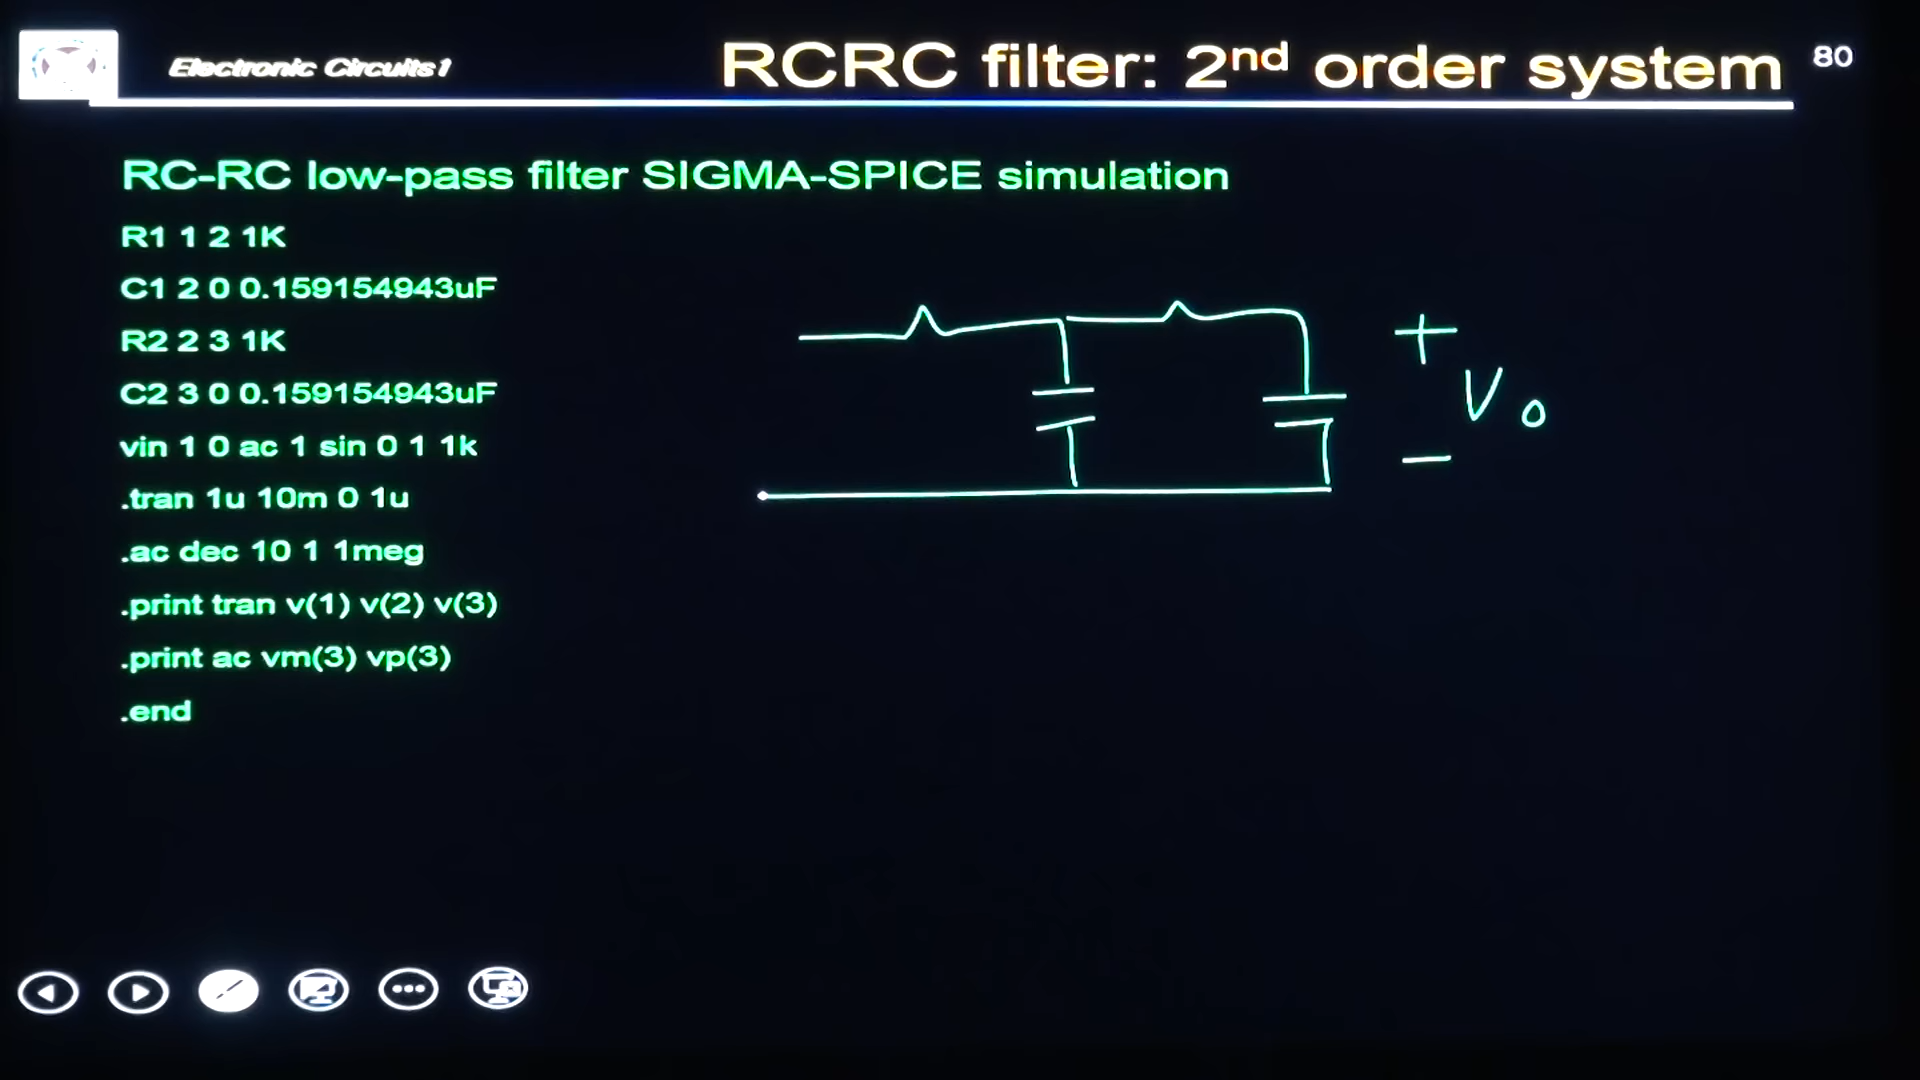 Electronic Circuits1
RCRC filter: 2nd order system
80
RC-RC low-pass filter SIGMA-SPICE simulation
R1 1 2 1K
C1 2 0 0.159154943uF
R2 2 3 1K
C2 3 0 0.159154943uF
vin 1 0 ac 1 sin 0 1 1k
.tran 1u 10m 0 1u
.ac dec 10 1 1meg
.print tran v(1) v(2) v(3)
.print ac vm(3) vp(3)
.end
+
Vo
−